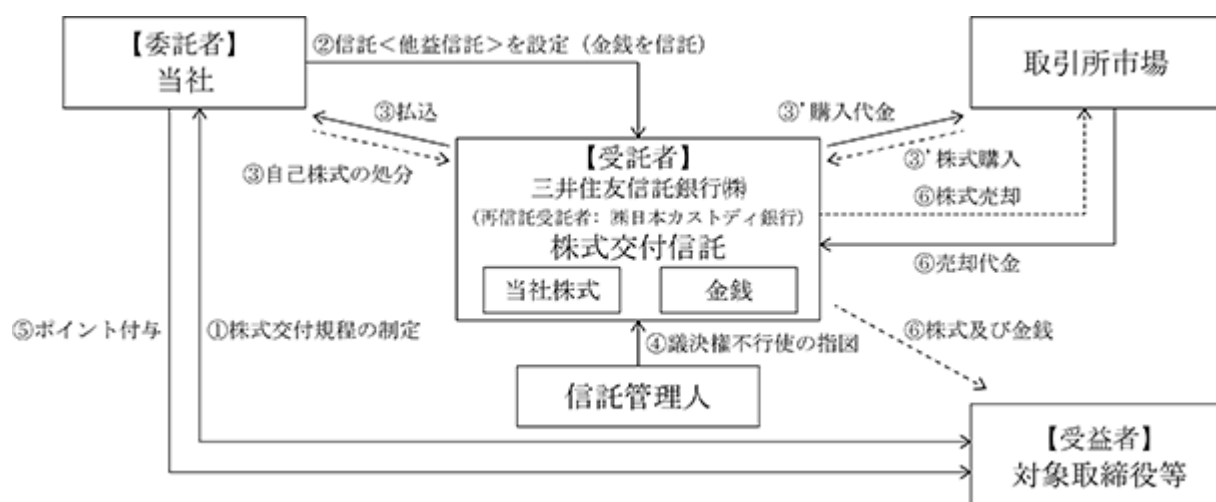 【委託者】
当社
②信託<他益信託>を設定(金銭を信託)
取引所市場
③払込
③自己株式の処分
③’購入代金
③’株式購入
⑥株式売却
⑥売却代金
【受託者】
三井住友信託銀行㈱
(再信託受託者:㈱日本カストディ銀行)
株式交付信託
当社株式
金銭
⑤ポイント付与
①株式交付規程の制定
④議決権不行使の指図
⑥株式及び金銭
信託管理人
【受益者】
対象取締役等